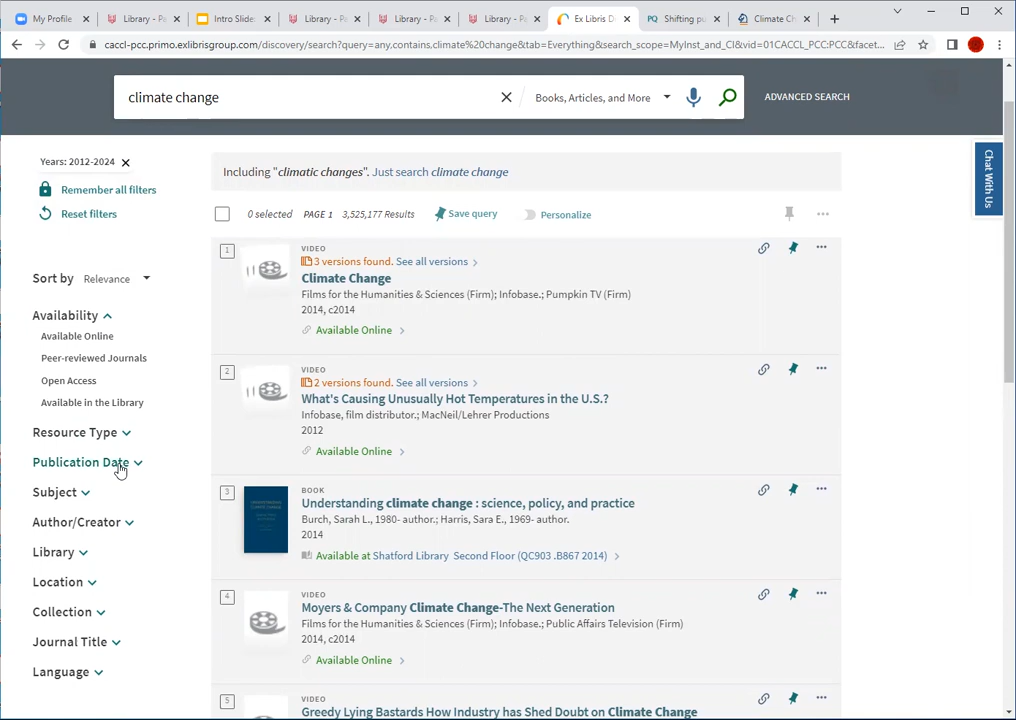 My Profile
Library - Pa
Intro Slides
Library - Pa
Library - Pa
Library - Pa
Ex Libris Di
PQ Shifting pu
Climate Ch
caccl-pcc.primo.exlibrisgroup.com/discovery/search?query=any,contains,climate%20change&tab=Everything&search_scope=MyInst_and_CI&vid=01CACCL_PCC:PCC&facet...
climate change
Books, Articles, and More
ADVANCED SEARCH
Years: 2012-2024
Remember all filters
Reset filters
Including "climatic changes". Just search climate change
0 selected PAGE 1 3,525,177 Results Save query Personalize
Chat With Us
Sort by Relevance
Availability
Available Online
Peer-reviewed Journals
Open Access
Available in the Library
Resource Type
Publication Date
Subject
Author/Creator
Library
Location
Collection
Journal Title
Language
1
VIDEO
3 versions found. See all versions
Climate Change
Films for the Humanities & Sciences (Firm); Infobase.; Pumpkin TV (Firm)
2014, c2014
Available Online
2
VIDEO
2 versions found. See all versions
What's Causing Unusually Hot Temperatures in the U.S.?
Infobase, film distributor.; MacNeil/Lehrer Productions
2012
Available Online
3
BOOK
Understanding climate change : science, policy, and practice
Burch, Sarah L., 1980- author.; Harris, Sara E., 1969- author.
2014
Available at Shatford Library Second Floor (QC903 .B867 2014)
4
VIDEO
Moyers & Company Climate Change-The Next Generation
Films for the Humanities & Sciences (Firm); Infobase.; Public Affairs Television (Firm)
2014, c2014
Available Online
5
VIDEO
Greedy Lying Bastards How Industry has Shed Doubt on Climate Change